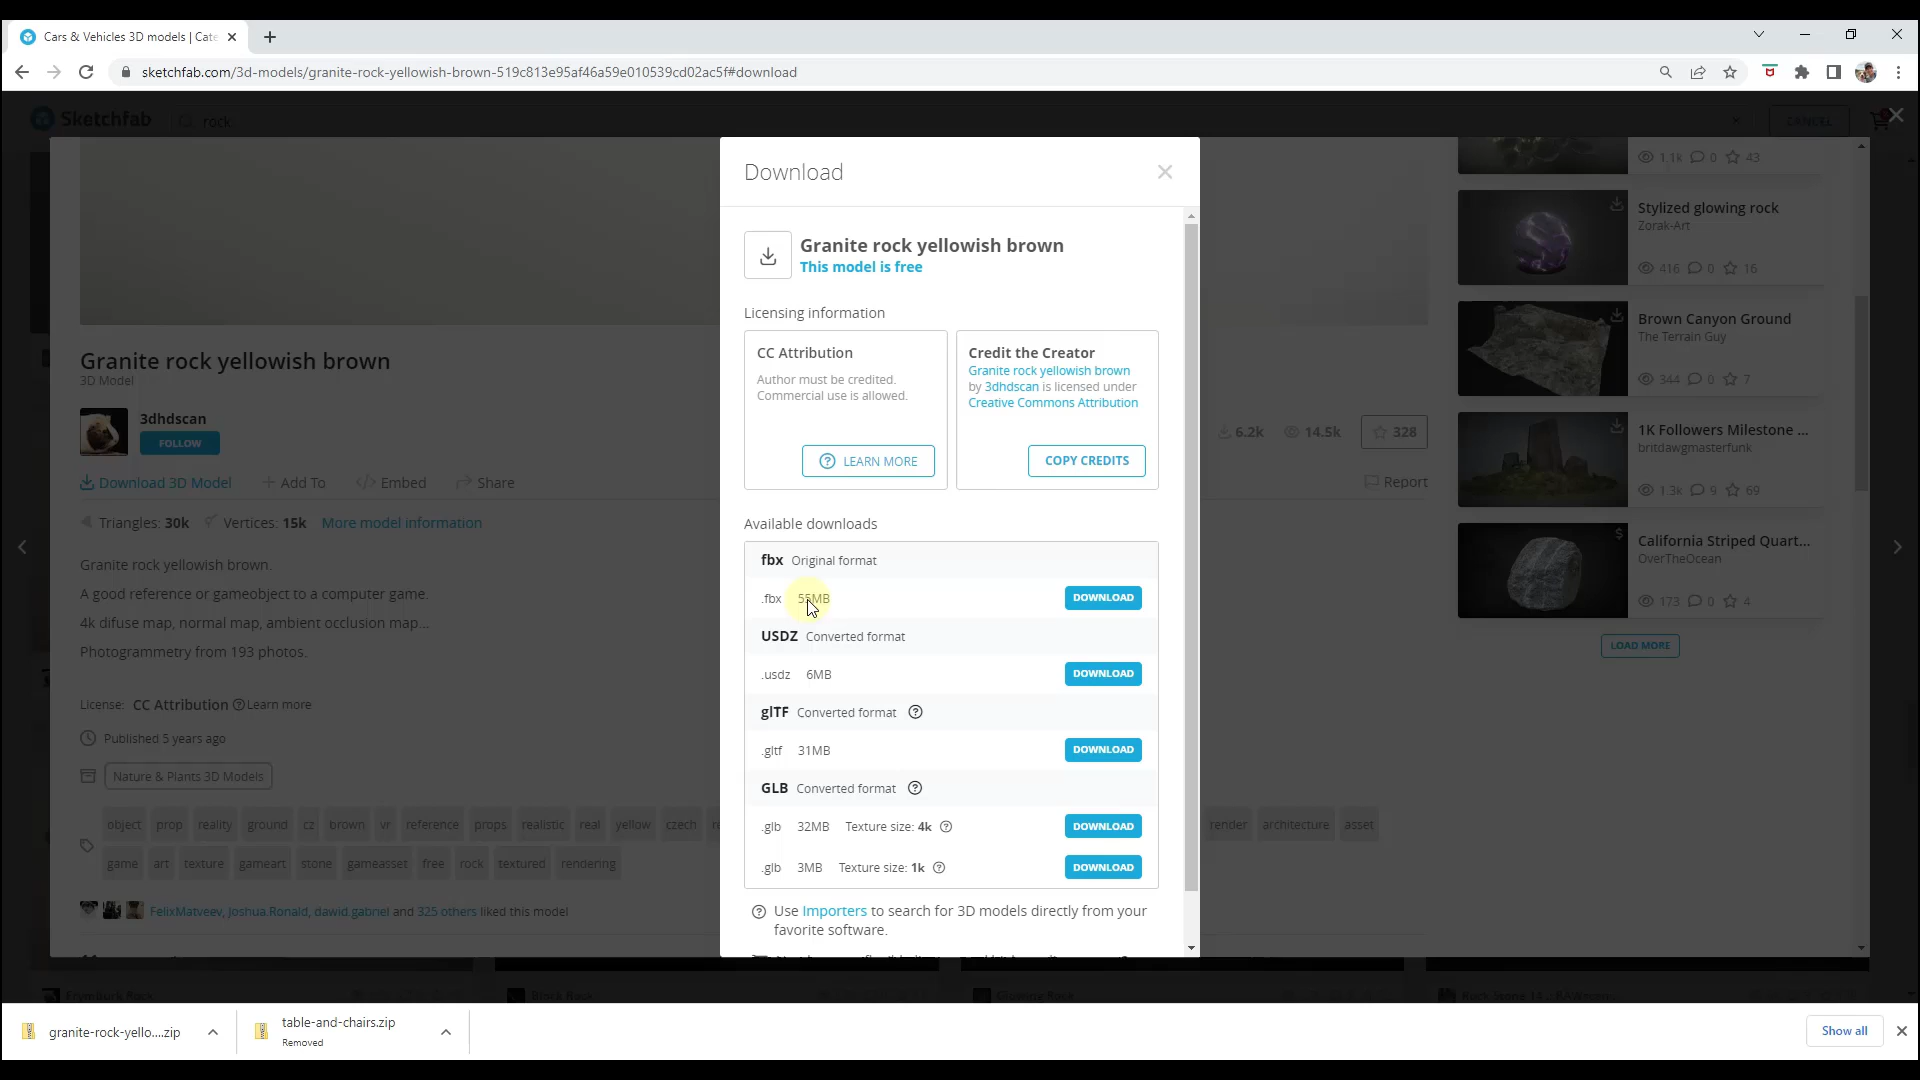 Cars & Vehicles 3D models | Cate
sketchfab.com/3d-models/granite-rock-yellowish-brown-519c813e95af46a59e010539cd02ac5f#download
Sketchfab
rock
CANCEL
Download
Granite rock yellowish brown
This model is free
Licensing information
CC Attribution
Author must be credited.
Commercial use is allowed.
LEARN MORE
Credit the Creator
Granite rock yellowish brown
by 3dhdscan is licensed under
Creative Commons Attribution
COPY CREDITS
Available downloads
fbx Original format
.fbx 55MB DOWNLOAD
USDZ Converted format
.usdz 6MB DOWNLOAD
glTF Converted format
.gltf 31MB DOWNLOAD
GLB Converted format
.glb 32MB Texture size: 4k DOWNLOAD
.glb 3MB Texture size: 1k DOWNLOAD
Use Importers to search for 3D models directly from your
favorite software.
Granite rock yellowish brown
3D Model
3dhdscan
FOLLOW
6.2k 14.5k 328
Download 3D Model Add To Embed Share Report
Triangles: 30k Vertices: 15k More model information
Granite rock yellowish brown.
A good reference or gameobject to a computer game.
4k difuse map, normal map, ambient occlusion map...
Photogrammetry from 193 photos.
License: CC Attribution Learn more
Published 5 years ago
Nature & Plants 3D Models
object prop reality ground cz brown vr reference props realistic real yellow czech render architecture asset
game art texture gameart stone gameasset free rock textured rendering
FelixMatveev, Joshua.Ronald, dawid.gabriel and 325 others liked this model
1.1k 0 43
Stylized glowing rock
Zorak-Art
416 0 16
Brown Canyon Ground
The Terrain Guy
344 0 7
1K Followers Milestone ...
britdawgmasterfunk
1.3k 9 69
$
California Striped Quart...
OverTheOcean
173 0 4
LOAD MORE
Black Rock
granite-rock-yello....zip
table-and-chairs.zip
Removed
Show all